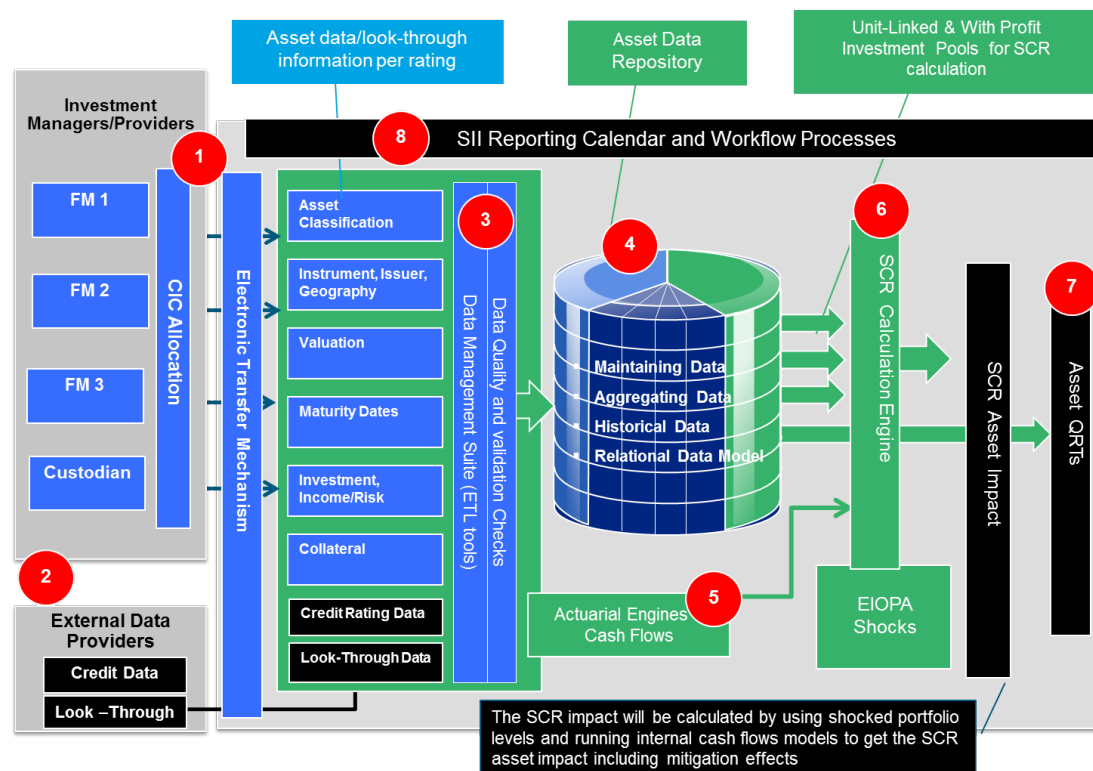 Asset data/look-through
information per rating
Asset Data
Repository
Unit-Linked & With Profit
Investment Pools for SCR
calculation
Investment
Managers/Providers
8
SII Reporting Calendar and Workflow Processes
1
FM 1
FM 2
FM 3
Custodian
CIC Allocation
Electronic Transfer Mechanism
Asset
Classification
Instrument, Issuer,
Geography
Valuation
Maturity Dates
Investment,
Income/Risk
Collateral
Credit Rating Data
Look-Through Data
3
Data Quality and validation Checks
Data Management Suite (ETL tools)
4
▪ Maintaining Data
▪ Aggregating Data
▪ Historical Data
▪ Relational Data Model
6
SCR Calculation
Engine
EIOPA
Shocks
5
Actuarial Engines
Cash Flows
SCR Asset Impact
7
Asset QRTs
2
External Data
Providers
Credit Data
Look –Through
The SCR impact will be calculated by using shocked portfolio
levels and running internal cash flows models to get the SCR
asset impact including mitigation effects